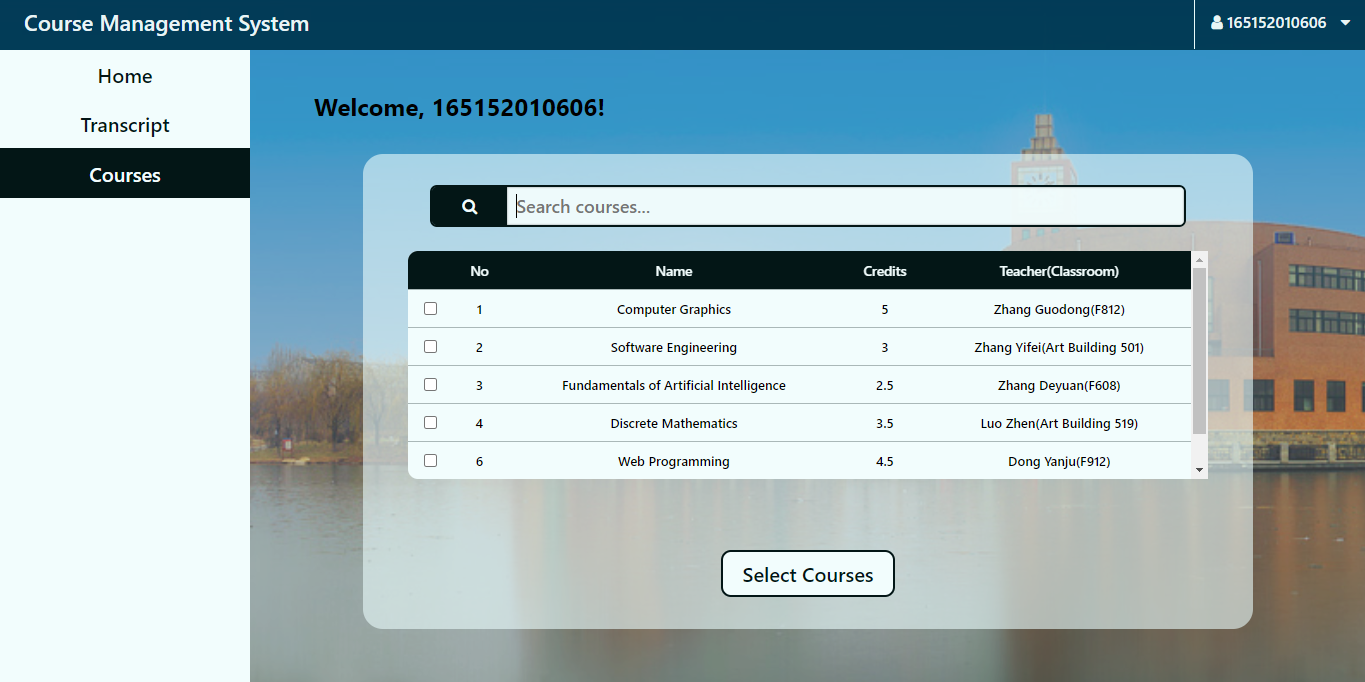 Course Management System
165152010606
Home
Transcript
Courses
Welcome, 165152010606!
Search courses...
No Name Credits Teacher(Classroom)
1 Computer Graphics 5 Zhang Guodong(F812)
2 Software Engineering 3 Zhang Yifei(Art Building 501)
3 Fundamentals of Artificial Intelligence 2.5 Zhang Deyuan(F608)
4 Discrete Mathematics 3.5 Luo Zhen(Art Building 519)
6 Web Programming 4.5 Dong Yanju(F912)
Select Courses